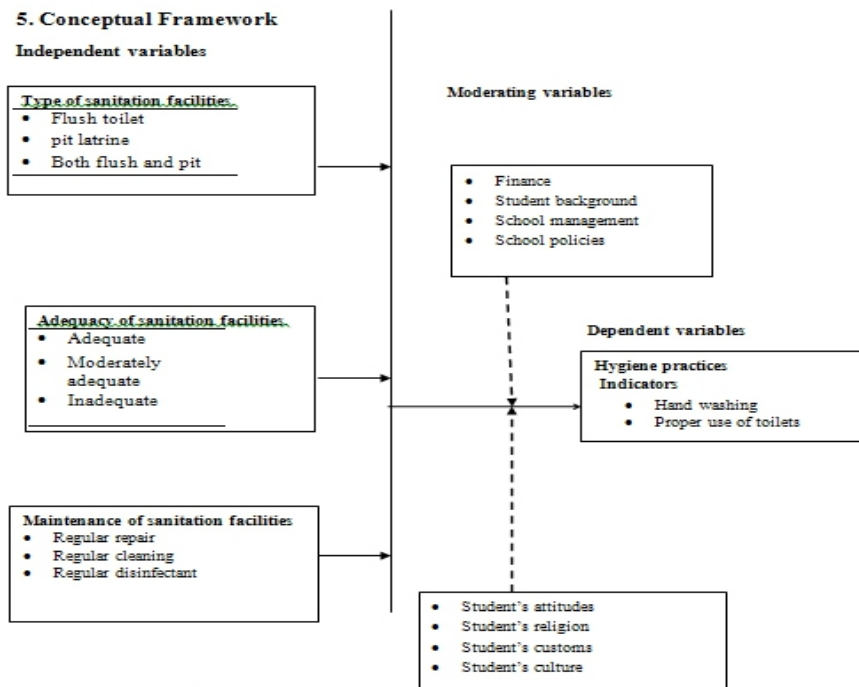 5. Conceptual Framework
Independent variables
Type of sanitation facilities
• Flush toilet
• pit latrine
• Both flush and pit
Adequacy of sanitation facilities
• Adequate
• Moderately
adequate
• Inadequate
Maintenance of sanitation facilities
• Regular repair
• Regular cleaning
• Regular disinfectant
Moderating variables
• Finance
• Student background
• School management
• School policies
Dependent variables
Hygiene practices
Indicators
• Hand washing
• Proper use of toilets
• Student's attitudes
• Student's religion
• Student's customs
• Student's culture